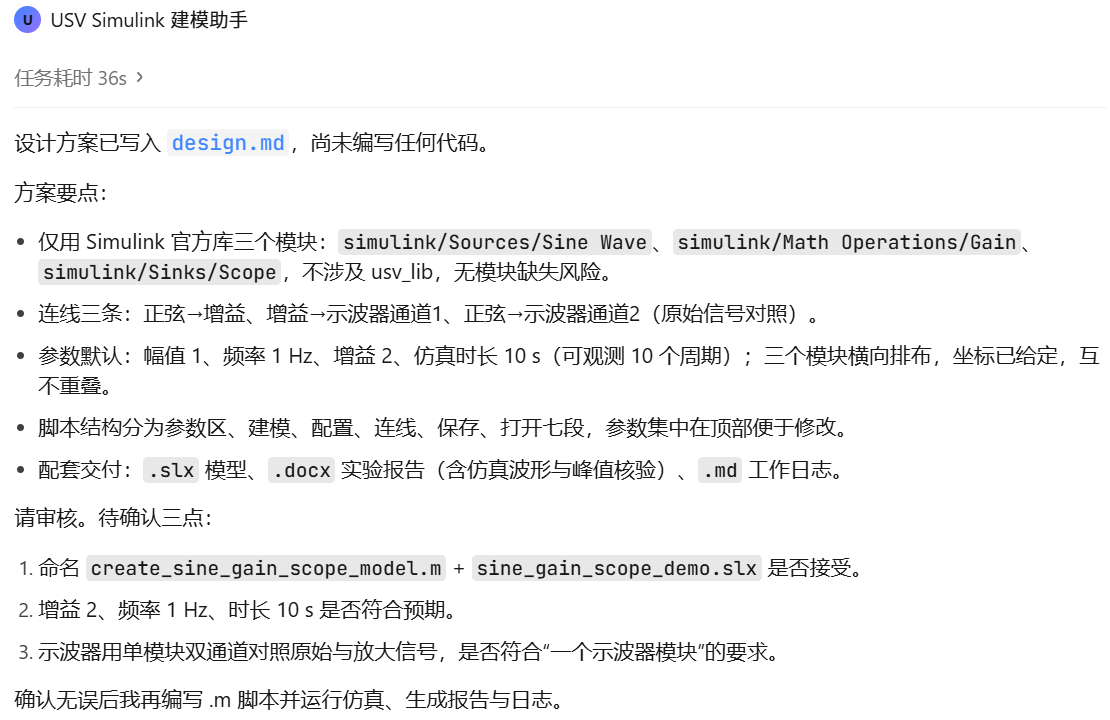 U USV Simulink 建模助手
任务耗时 36s >
设计方案已写入 design.md，尚未编写任何代码。
方案要点：
• 仅用 Simulink 官方库三个模块：simulink/Sources/Sine Wave、simulink/Math Operations/Gain、
simulink/Sinks/Scope，不涉及 usv_lib，无模块缺失风险。
• 连线三条：正弦→增益、增益→示波器通道1、正弦→示波器通道2（原始信号对照）。
• 参数默认：幅值 1、频率 1 Hz、增益 2、仿真时长 10 s（可观测 10 个周期）；三个模块横向排布，坐标已给定，互
不重叠。
• 脚本结构分为参数区、建模、配置、连线、保存、打开七段，参数集中在顶部便于修改。
• 配套交付：.slx 模型、.docx 实验报告（含仿真波形与峰值核验）、.md 工作日志。
请审核。待确认三点：
1. 命名 create_sine_gain_scope_model.m + sine_gain_scope_demo.slx 是否接受。
2. 增益 2、频率 1 Hz、时长 10 s 是否符合预期。
3. 示波器用单模块双通道对照原始与放大信号，是否符合“一个示波器模块”的要求。
确认无误后我再编写 .m 脚本并运行仿真、生成报告与日志。